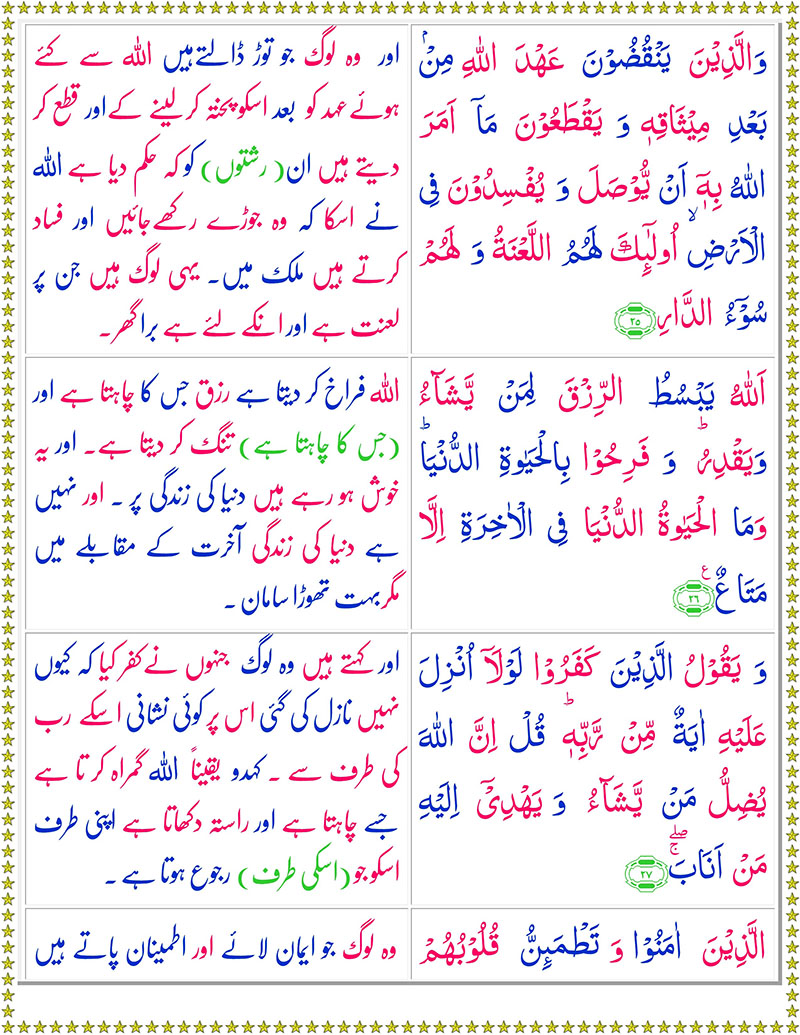 وَالَّذِيْنَ يَنْقُضُوْنَ عَهْدَ اللّٰهِ مِنْۢ
بَعْدِ مِيْثَاقِهٖ وَ يَقْطَعُوْنَ مَاۤ اَمَرَ
اللّٰهُ بِهٖۤ اَنْ يُّوْصَلَ وَ يُفْسِدُوْنَ فِى
الْاَرْضِ ۙ اُولٰٓئِكَ لَهُمُ اللَّعْنَةُ وَ لَهُمْ
سُوْٓءُ الدَّارِ ۲۵
اور وہ لوگ جو توڑ ڈالتے ہیں اللہ سے کئے
ہوئے عہد کو بعد اسکو پختہ کر لینے کے اور قطع کر
دیتے ہیں ان ( رشتوں ) کو کہ حکم دیا ہے اللہ
نے اسکا کہ وہ جوڑے رکھے جائیں اور فساد
کرتے ہیں ملک میں۔ یہی لوگ ہیں جن پر
لعنت ہے اور انکے لئے ہے برا گھر۔
اَللّٰهُ يَبْسُطُ الرِّزْقَ لِمَنْ يَّشَآءُ
وَيَقْدِرُ ؕ وَ فَرِحُوْا بِالْحَيٰوةِ الدُّنْيَا ؕ
وَمَا الْحَيٰوةُ الدُّنْيَا فِى الْاٰخِرَةِ اِلَّا
مَتَاعٌ ۲۶ ع
اللہ فراخ کر دیتا ہے رزق جس کا چاہتا ہے اور
(جس کا چاہتا ہے) تنگ کر دیتا ہے۔ اور یہ
خوش ہو رہے ہیں دنیا کی زندگی پر ۔ اور نہیں
ہے دنیا کی زندگی آخرت کے مقابلے میں
مگر بہت تھوڑا سامان ۔
وَ يَقُوْلُ الَّذِيْنَ كَفَرُوْا لَوْلَاۤ اُنْزِلَ
عَلَيْهِ اٰيَةٌ مِّنْ رَّبِّهٖ ؕ قُلْ اِنَّ اللّٰهَ
يُضِلُّ مَنْ يَّشَآءُ وَ يَهْدِىْۤ اِلَيْهِ
مَنْ اَنَابَ ۖۚ ۲۷
اور کہتے ہیں وہ لوگ جنہوں نے کفر کیا کہ کیوں
نہیں نازل کی گئی اس پر کوئی نشانی اسکے رب
کی طرف سے ۔ کہدو یقیناً اللہ گمراہ کرتا ہے
جسے چاہتا ہے اور راستہ دکھاتا ہے اپنی طرف
اسکو جو (اسکی طرف) رجوع ہوتا ہے ۔
الَّذِيْنَ اٰمَنُوْا وَ تَطْمَئِنُّ قُلُوْبُهُمْ
وہ لوگ جو ایمان لائے اور اطمینان پاتے ہیں